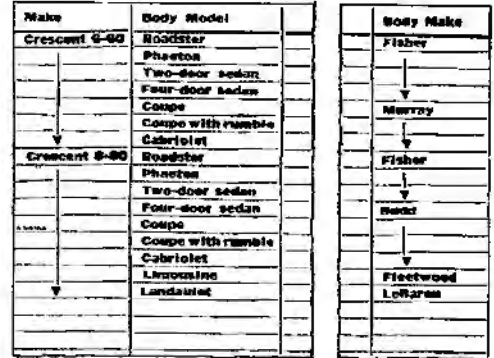 Make Body Model
Crescent 6-60 Roadster
Phaeton
Two-door sedan
Four-door sedan
Coupe
Coupe with rumble
Cabriolet
Crescent 8-80 Roadster
Phaeton
Two-door sedan
Four-door sedan
Coupe
Coupe with rumble
Cabriolet
Limousine
Landaulet
Body Make
Fisher
Murray
Fisher
Budd
Fleetwood
LeBaron